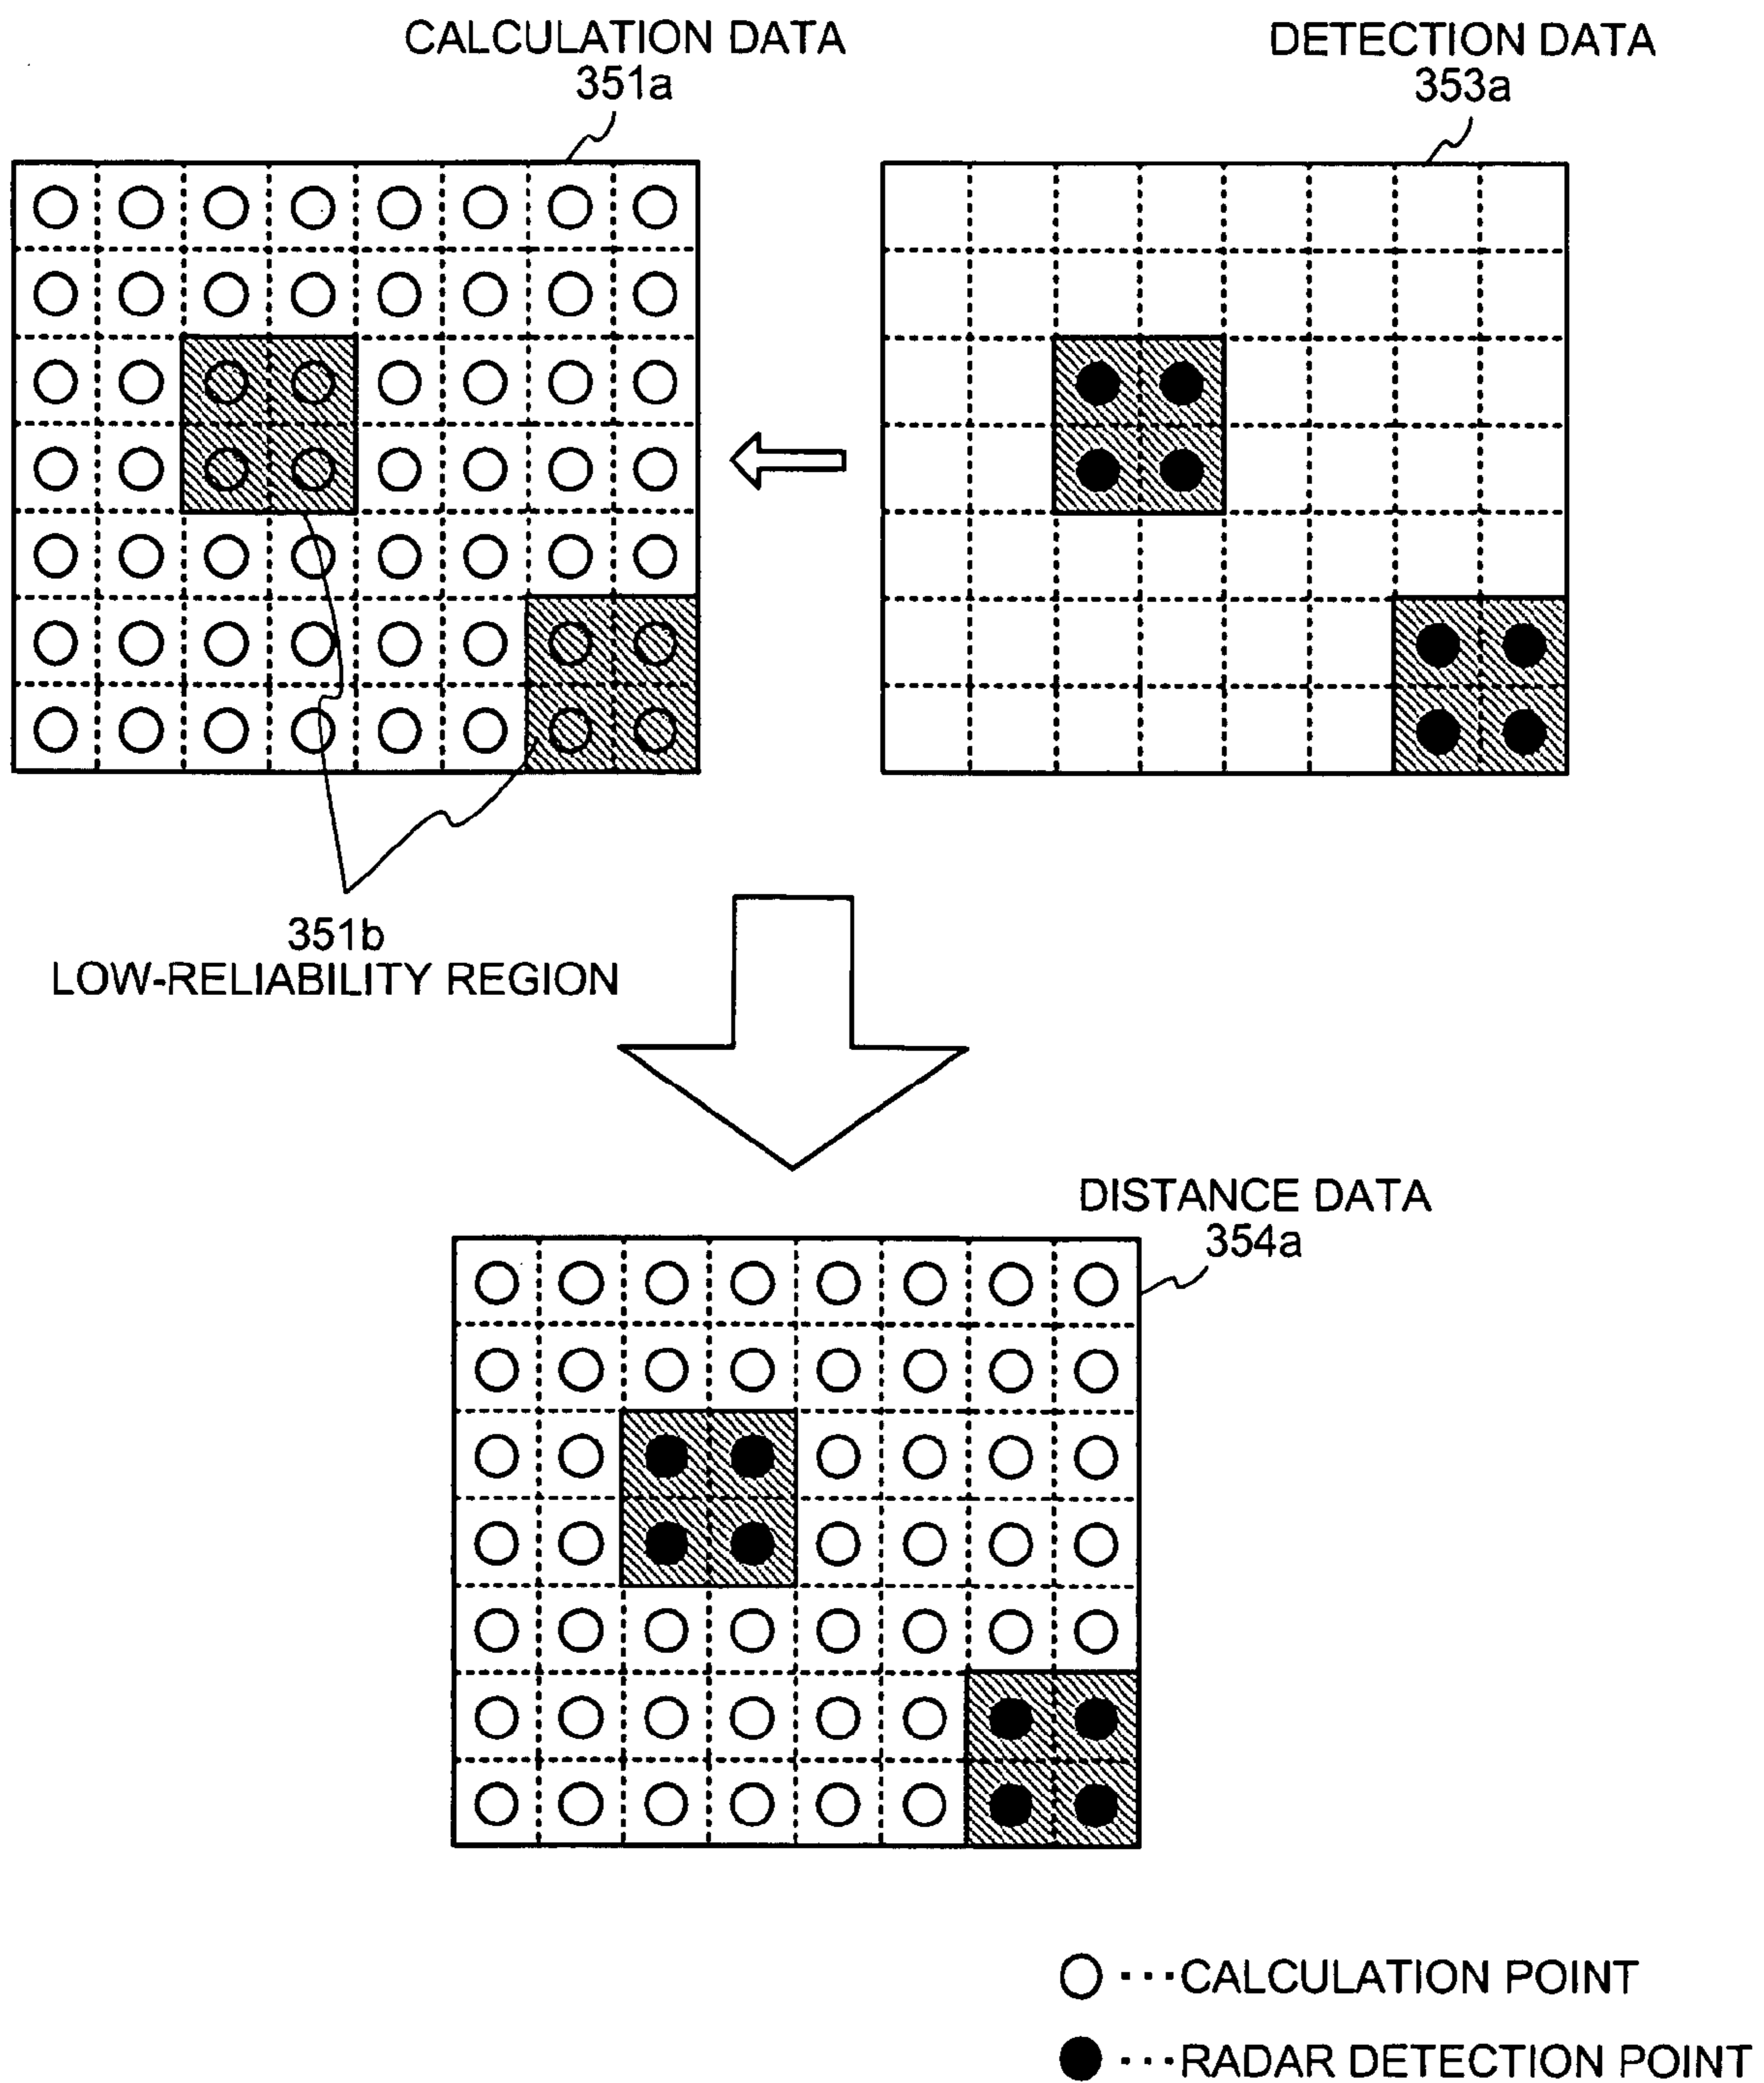 CALCULATION DATA
351a
DETECTION DATA
353a
351b
LOW-RELIABILITY REGION
DISTANCE DATA
354a
···CALCULATION POINT
···RADAR DETECTION POINT